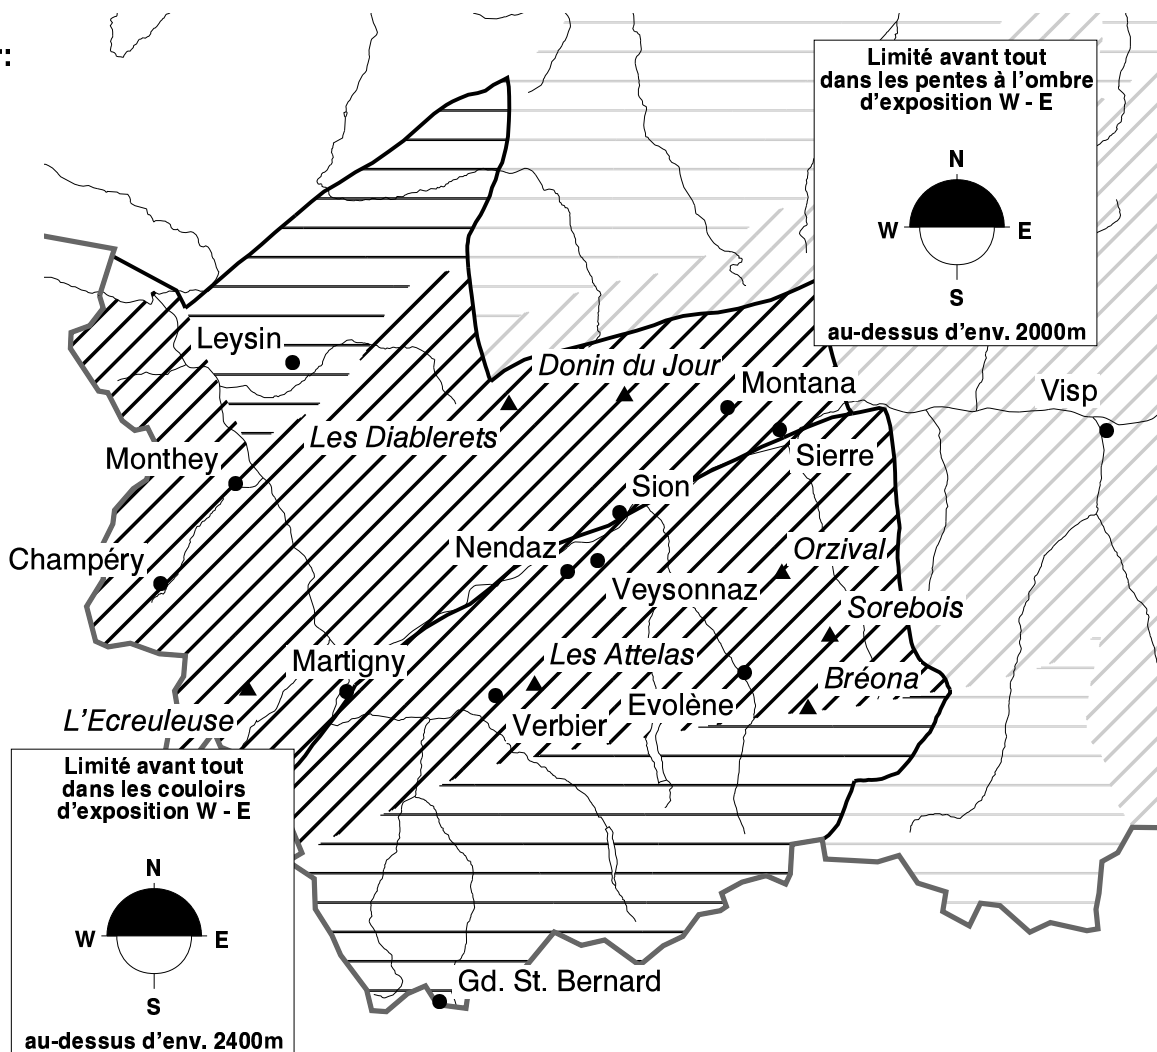 :
Limité avant tout
dans les pentes à l'ombre
d'exposition W - E
N
W
E
S
au-dessus d'env. 2000m
Leysin
Donin du Jour
Montana
Visp
Les Diablerets
Monthey
Sierre
Sion
Champéry
Nendaz
Orzival
Veysonnaz
Sorebois
Martigny
Les Attelas
Bréona
L'Ecreuleuse
Verbier
Evolène
Limité avant tout
dans les couloirs
d'exposition W - E
N
W
E
S
au-dessus d'env. 2400m
Gd. St. Bernard